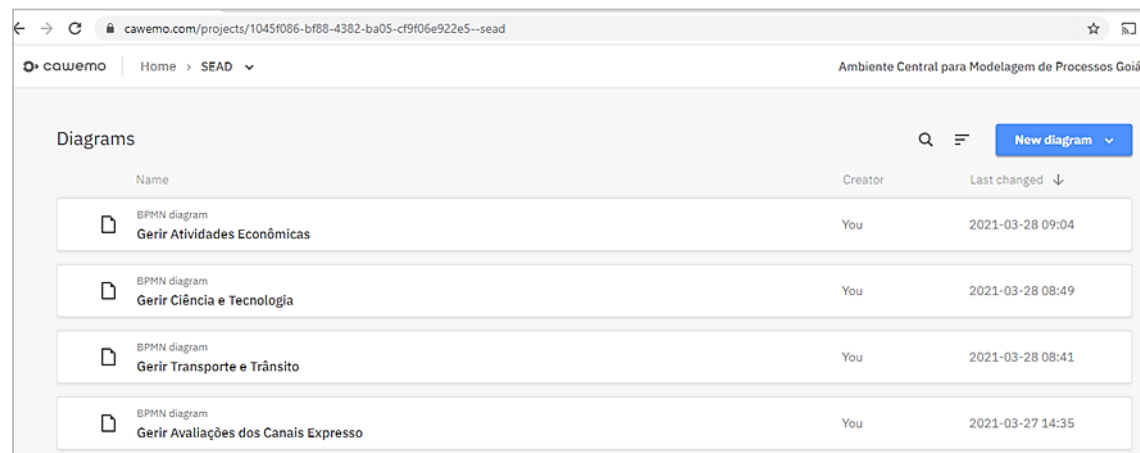 cawemo.com/projects/1045f086-bf88-4382-ba05-cf9f06e922e5--sead
cawemo Home › SEAD Ambiente Central para Modelagem de Processos Goiá
Diagrams New diagram
Name Creator Last changed
BPMN diagram
Gerir Atividades Econômicas You 2021-03-28 09:04
BPMN diagram
Gerir Ciência e Tecnologia You 2021-03-28 08:49
BPMN diagram
Gerir Transporte e Trânsito You 2021-03-28 08:41
BPMN diagram
Gerir Avaliações dos Canais Expresso You 2021-03-27 14:35